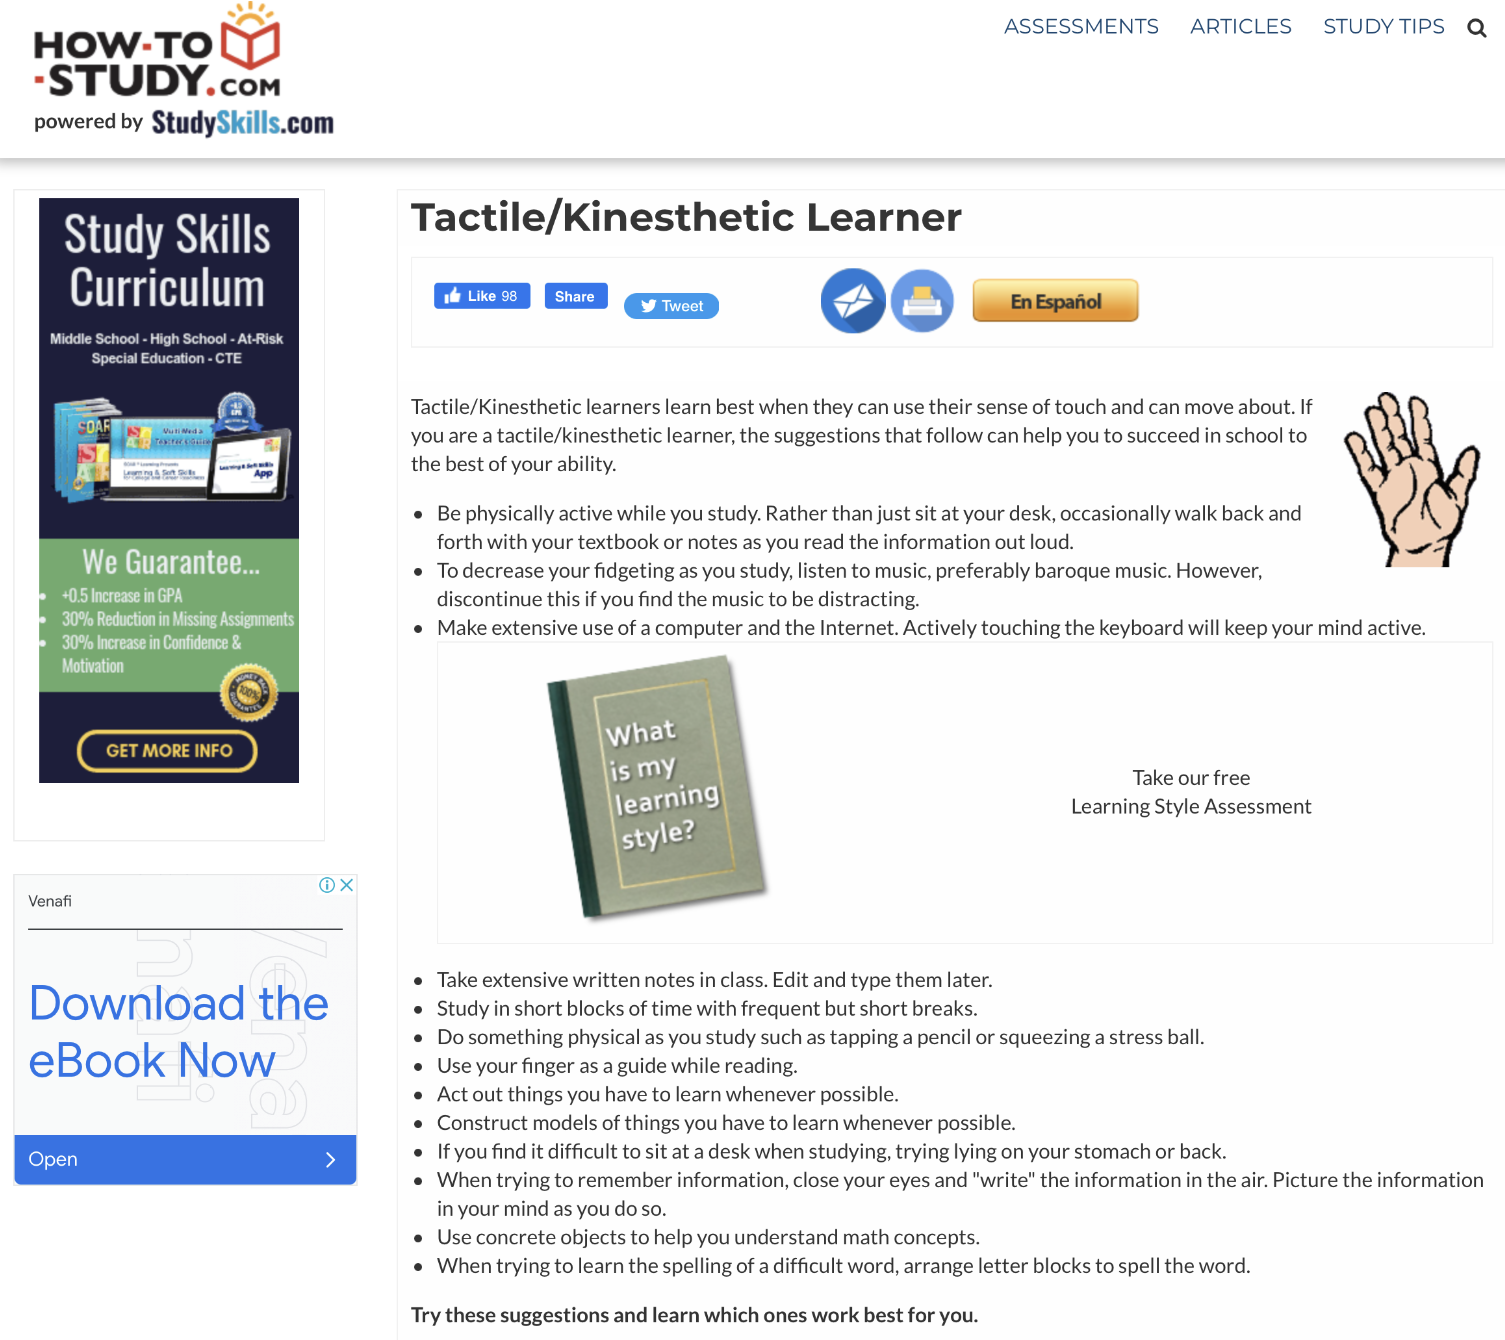 HOW-TO
-STUDY.COM
powered by StudySkills.com
ASSESSMENTS ARTICLES STUDY TIPS
Study Skills
Curriculum
Middle School - High School - At-Risk
Special Education - CTE
SOAR
Multi Media
Teacher's Guide
Learning & Soft Skills
Learning & Soft Skills
App
We Guarantee...
+0.5 Increase in GPA
30% Reduction in Missing Assignments
30% Increase in Confidence &
Motivation
MONEY BACK
100%
GUARANTEE
GET MORE INFO
Venafi
Download the
eBook Now
Open
Tactile/Kinesthetic Learner
Like 98 Share Tweet En Español
Tactile/Kinesthetic learners learn best when they can use their sense of touch and can move about. If
you are a tactile/kinesthetic learner, the suggestions that follow can help you to succeed in school to
the best of your ability.
• Be physically active while you study. Rather than just sit at your desk, occasionally walk back and
forth with your textbook or notes as you read the information out loud.
• To decrease your fidgeting as you study, listen to music, preferably baroque music. However,
discontinue this if you find the music to be distracting.
• Make extensive use of a computer and the Internet. Actively touching the keyboard will keep your mind active.
What
is my
learning
style?
Take our free
Learning Style Assessment
• Take extensive written notes in class. Edit and type them later.
• Study in short blocks of time with frequent but short breaks.
• Do something physical as you study such as tapping a pencil or squeezing a stress ball.
• Use your finger as a guide while reading.
• Act out things you have to learn whenever possible.
• Construct models of things you have to learn whenever possible.
• If you find it difficult to sit at a desk when studying, trying lying on your stomach or back.
• When trying to remember information, close your eyes and "write" the information in the air. Picture the information
in your mind as you do so.
• Use concrete objects to help you understand math concepts.
• When trying to learn the spelling of a difficult word, arrange letter blocks to spell the word.
Try these suggestions and learn which ones work best for you.